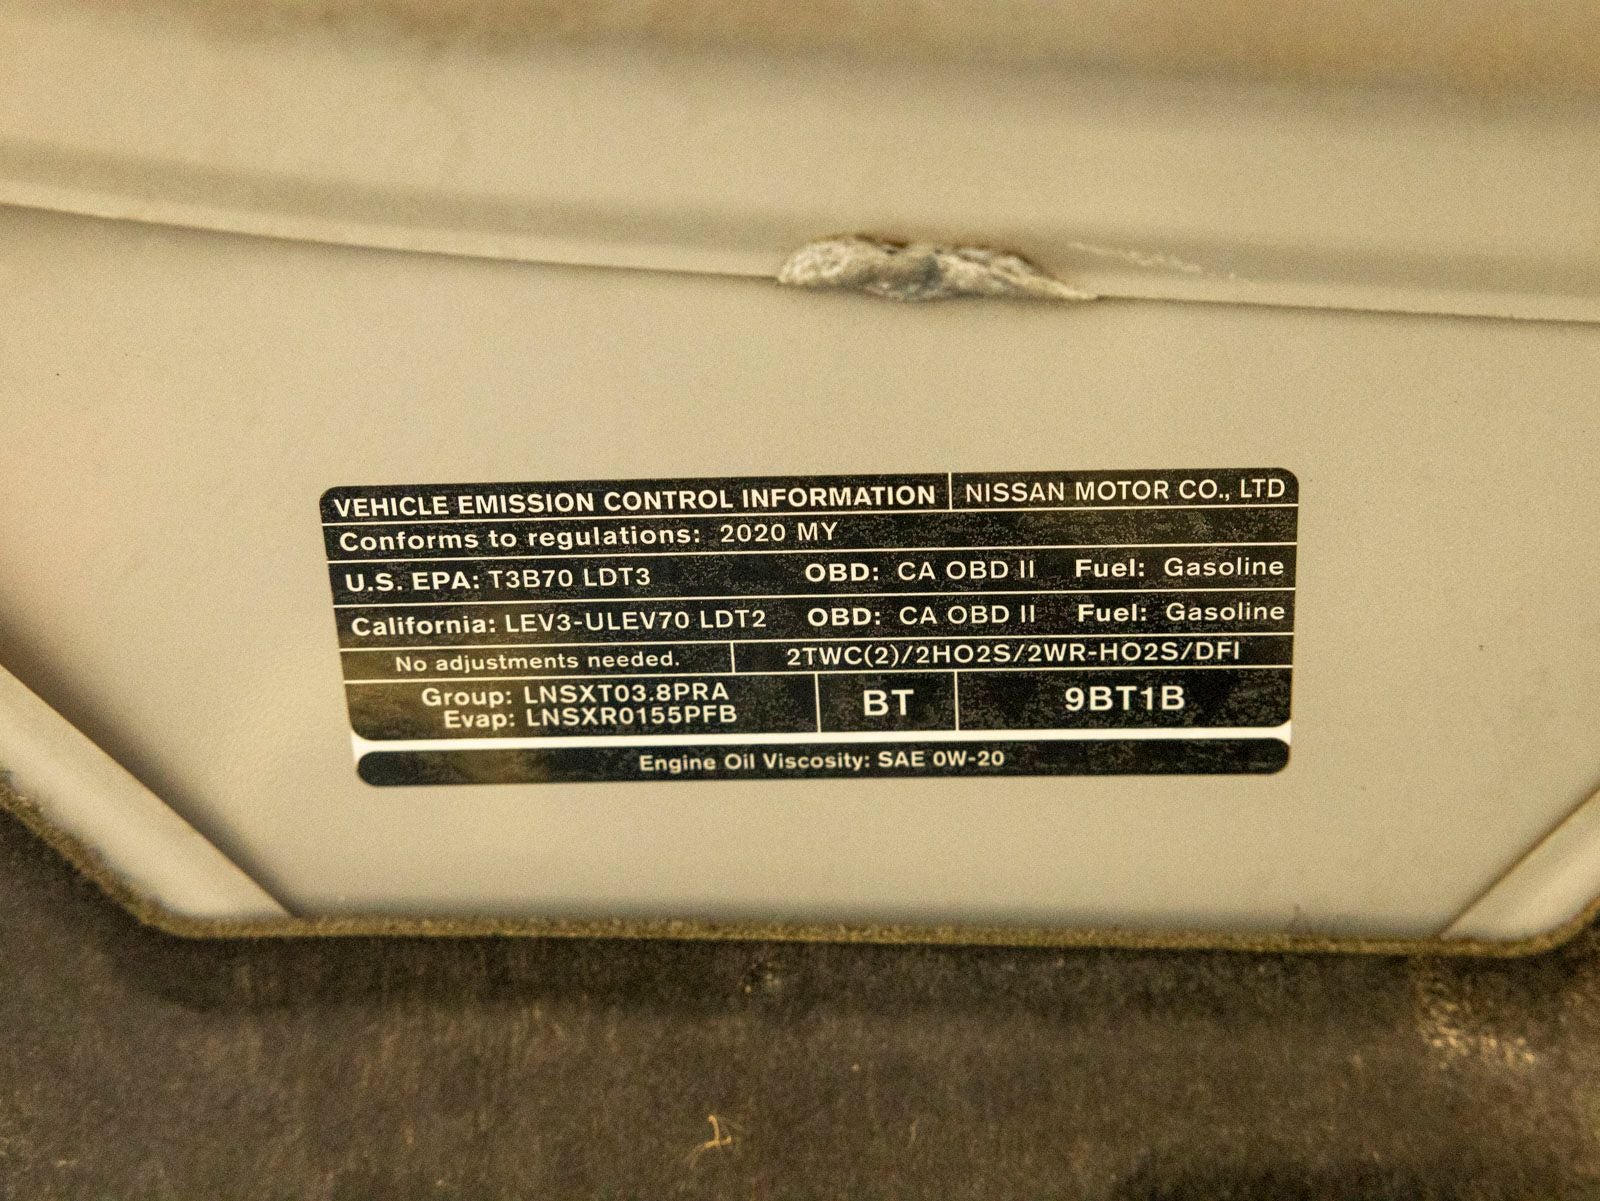 VEHICLE EMISSION CONTROL INFORMATION NISSAN MOTOR CO., LTD
Conforms to regulations: 2020 MY
U.S. EPA: T3B70 LDT3 OBD: CA OBD II Fuel: Gasoline
California: LEV3-ULEV70 LDT2 OBD: CA OBD II Fuel: Gasoline
No adjustments needed. 2TWC(2)/2HO2S/2WR-HO2S/DFI
Group: LNSXT03.8PRA
Evap: LNSXR0155PFB
BT
9BT1B
Engine Oil Viscosity: SAE 0W-20